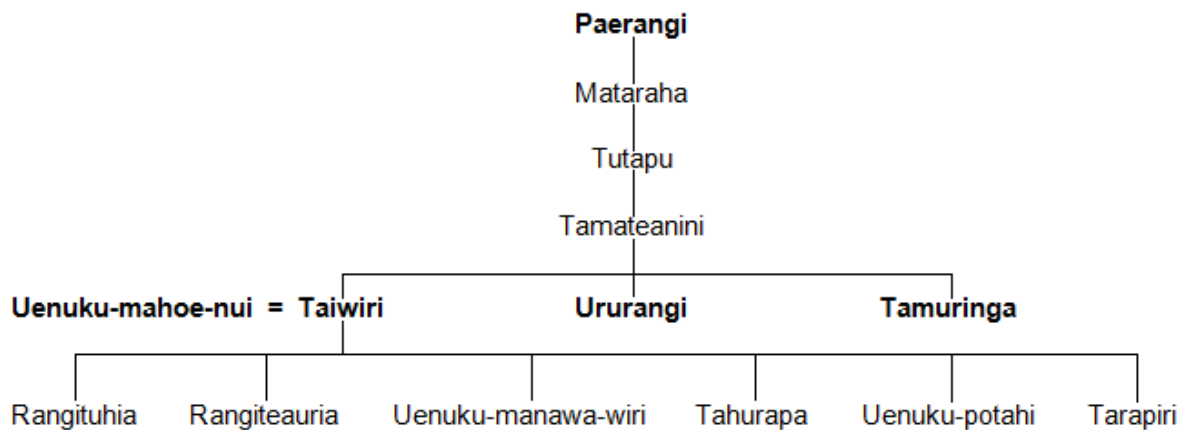 Paerangi
Mataraha
Tutapu
Tamateanini
Uenuku-mahoe-nui = Taiwiri Ururangi Tamuringa
Rangituhia Rangiteauria Uenuku-manawa-wiri Tahurapa Uenuku-potahi Tarapiri